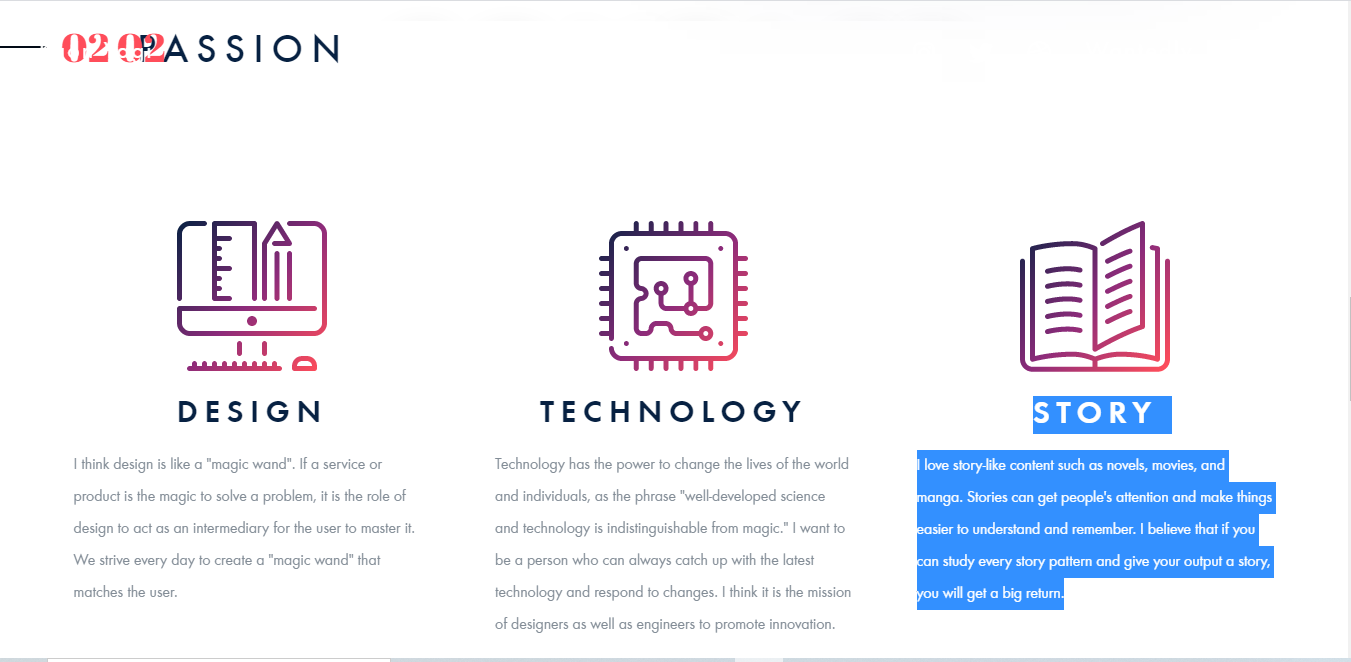 02 02 PASSION
DESIGN
I think design is like a "magic wand". If a service or
product is the magic to solve a problem, it is the role of
design to act as an intermediary for the user to master it.
We strive every day to create a "magic wand" that
matches the user.
TECHNOLOGY
Technology has the power to change the lives of the world
and individuals, as the phrase "well-developed science
and technology is indistinguishable from magic." I want to
be a person who can always catch up with the latest
technology and respond to changes. I think it is the mission
of designers as well as engineers to promote innovation.
STORY
I love story-like content such as novels, movies, and
manga. Stories can get people's attention and make things
easier to understand and remember. I believe that if you
can study every story pattern and give your output a story,
you will get a big return.